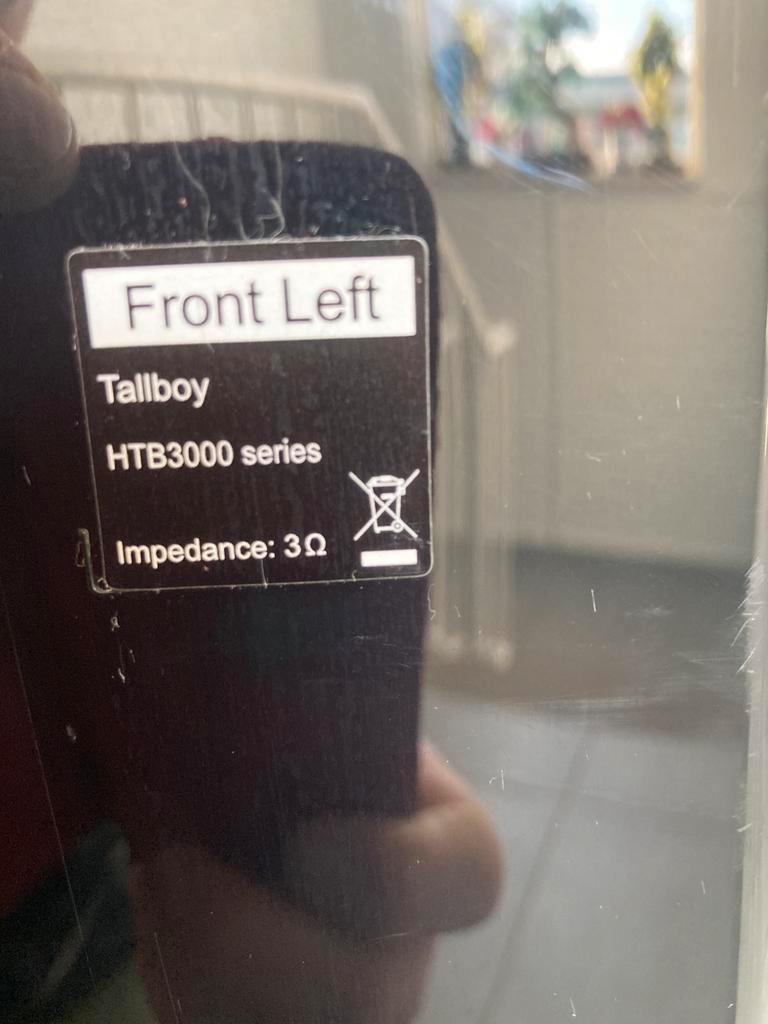 Front Left
Tallboy
HTB3000 series
Impedance: 3Ω